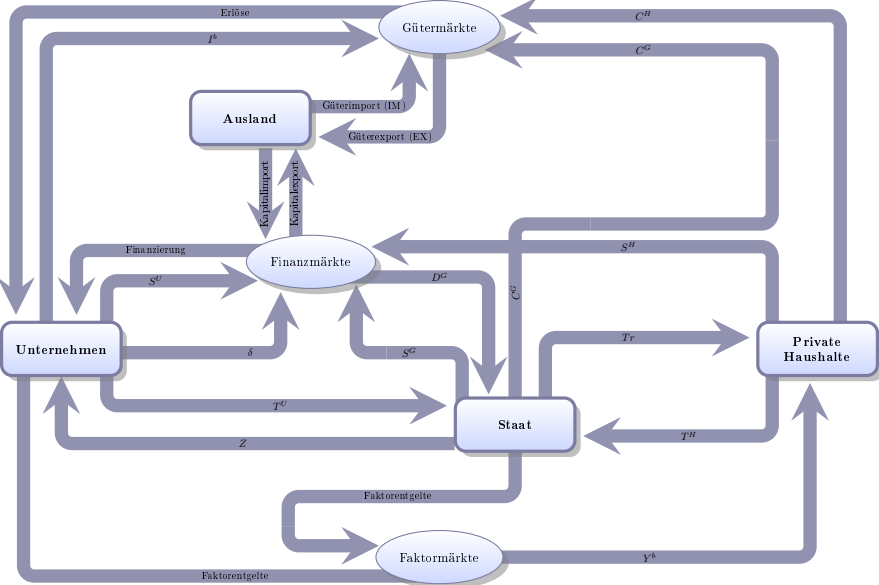 Erlöse
C^H
Gütermärkte
I^b
C^G
Güterimport (IM)
Ausland
Güterexport (EX)
Kapitalimport
Kapitalexport
Finanzierung
S^H
Finanzmärkte
S^U
D^G
C^G
Tr
Unternehmen
δ
S^G
Private
Haushalte
T^U
Staat
T^H
Z
Faktorentgelte
Faktormärkte
Y^b
Faktorentgelte